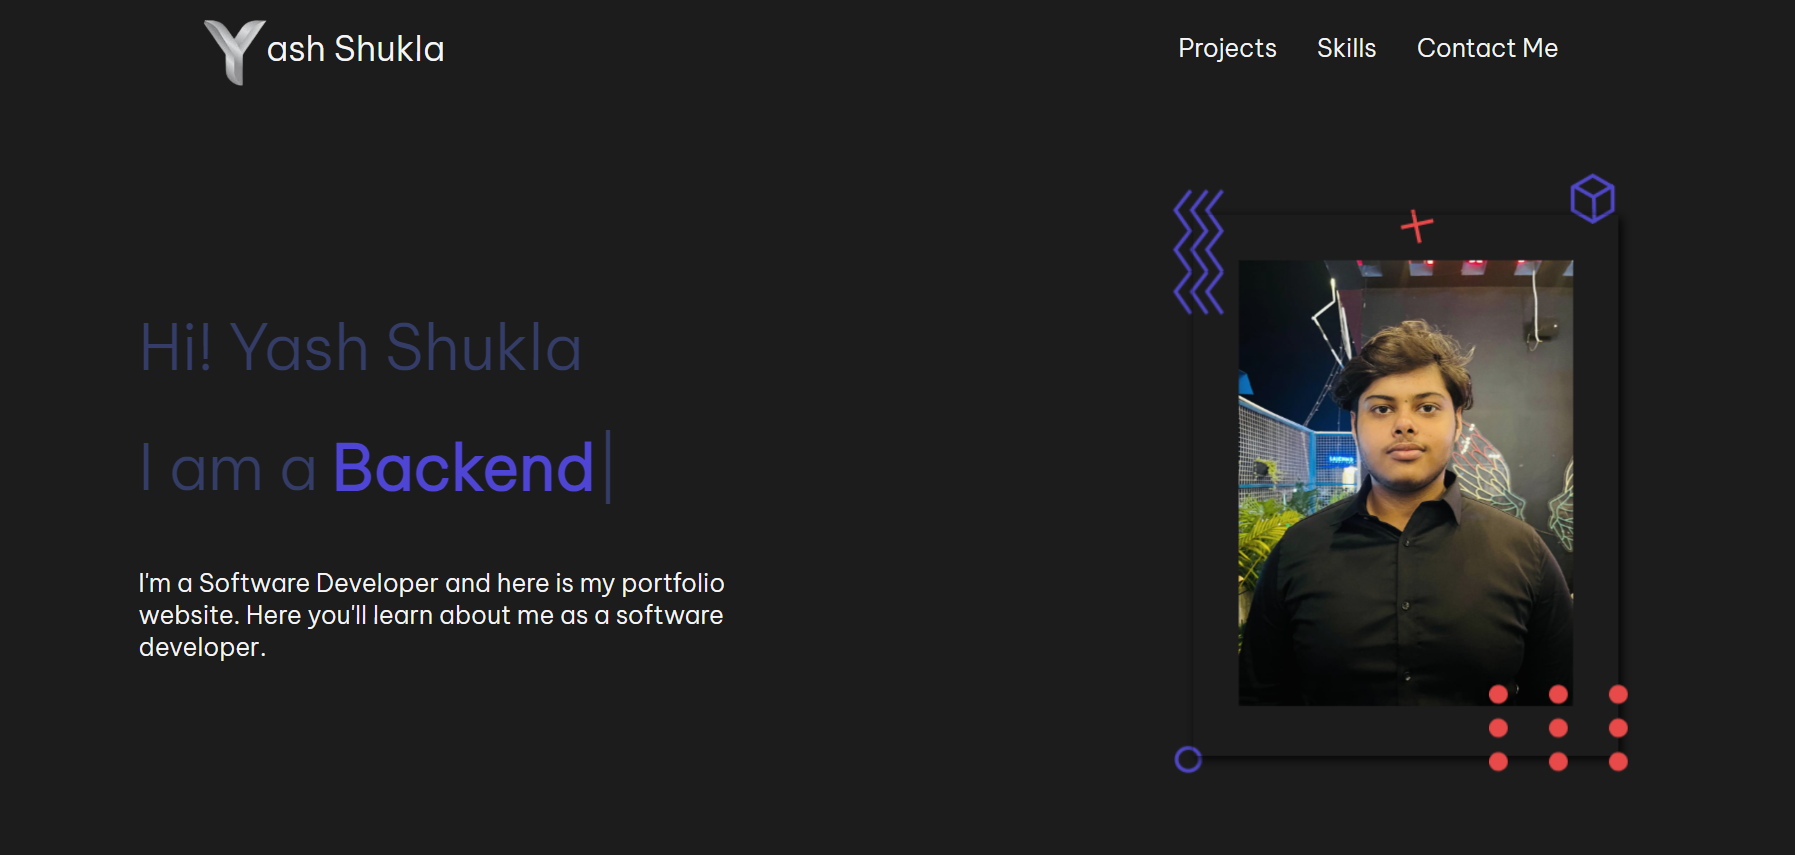 Yash Shukla
Projects Skills Contact Me
Hi! Yash Shukla
I am a Backend
I'm a Software Developer and here is my portfolio
website. Here you'll learn about me as a software
developer.